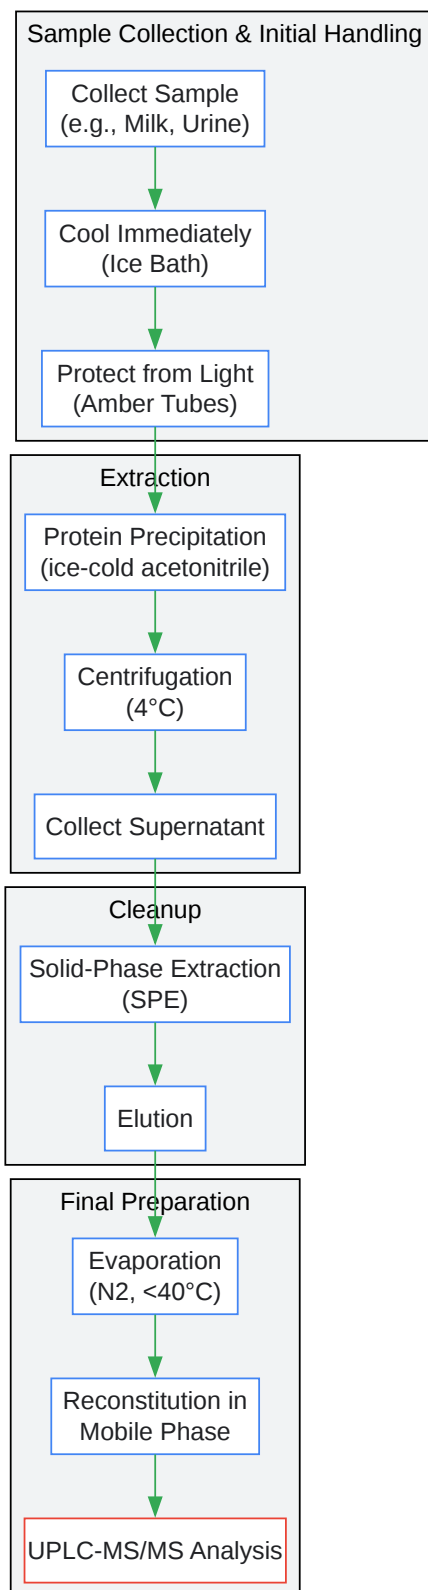 Sample Collection & Initial Handling
Collect Sample
(e.g., Milk, Urine)
Cool Immediately
(Ice Bath)
Protect from Light
(Amber Tubes)
Extraction
Protein Precipitation
(ice-cold acetonitrile)
Centrifugation
(4°C)
Collect Supernatant
Cleanup
Solid-Phase Extraction
(SPE)
Elution
Final Preparation
Evaporation
(N2, <40°C)
Reconstitution in
Mobile Phase
UPLC-MS/MS Analysis